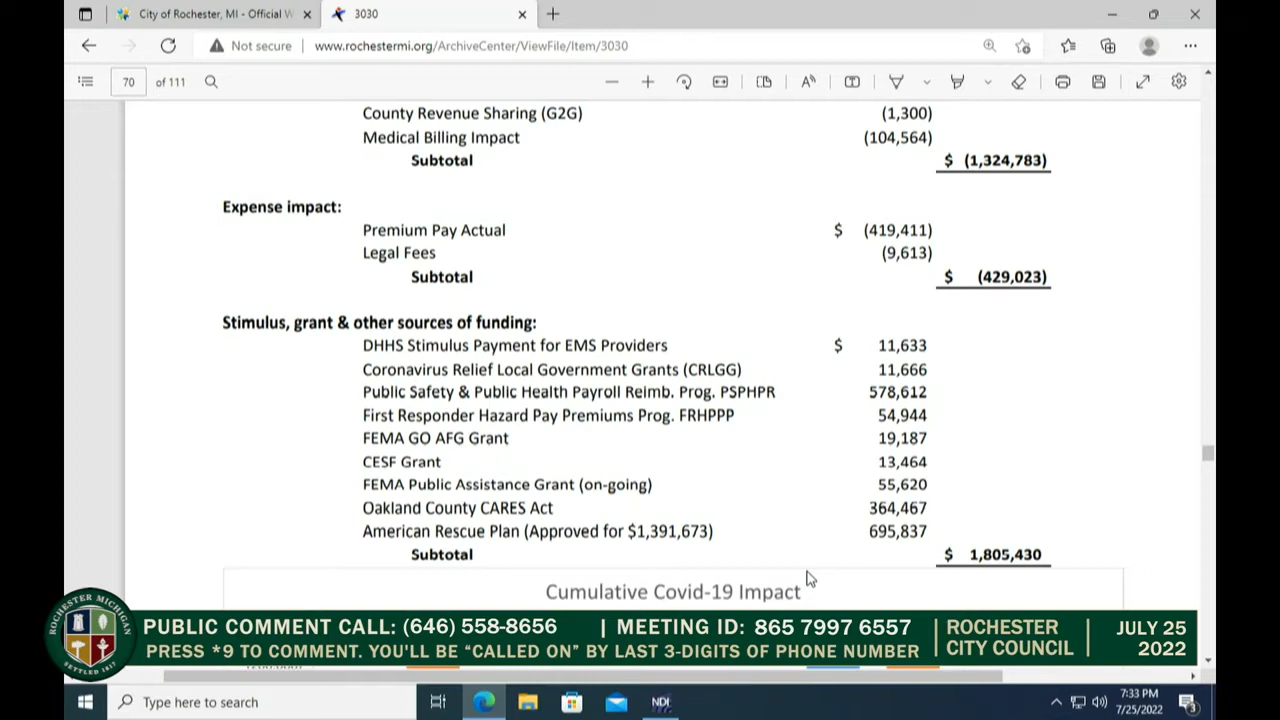 City of Rochester, MI - Official W
3030
Not secure
www.rochestermi.org/ArchiveCenter/ViewFile/Item/3030
70 of 111
County Revenue Sharing (G2G) (1,300)
Medical Billing Impact (104,564)
Subtotal $ (1,324,783)
Expense impact:
Premium Pay Actual $ (419,411)
Legal Fees (9,613)
Subtotal $ (429,023)
Stimulus, grant & other sources of funding:
DHHS Stimulus Payment for EMS Providers $ 11,633
Coronavirus Relief Local Government Grants (CRLGG) 11,666
Public Safety & Public Health Payroll Reimb. Prog. PSPHPR 578,612
First Responder Hazard Pay Premiums Prog. FRHPPP 54,944
FEMA GO AFG Grant 19,187
CESF Grant 13,464
FEMA Public Assistance Grant (on-going) 55,620
Oakland County CARES Act 364,467
American Rescue Plan (Approved for $1,391,673) 695,837
Subtotal $ 1,805,430
Cumulative Covid-19 Impact
ROCHESTER MICHIGAN
SETTLED 1817
PUBLIC COMMENT CALL: (646) 558-8656 | MEETING ID: 865 7997 6557
PRESS *9 TO COMMENT. YOU'LL BE "CALLED ON" BY LAST 3-DIGITS OF PHONE NUMBER
ROCHESTER
CITY COUNCIL
JULY 25
2022
Type here to search
NDI
7:33 PM
7/25/2022
3